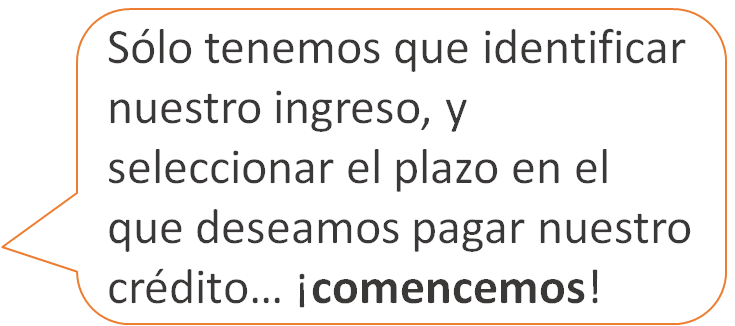 Sólo tenemos que identificar
nuestro ingreso, y
seleccionar el plazo en el
que deseamos pagar nuestro
crédito... ¡comencemos!